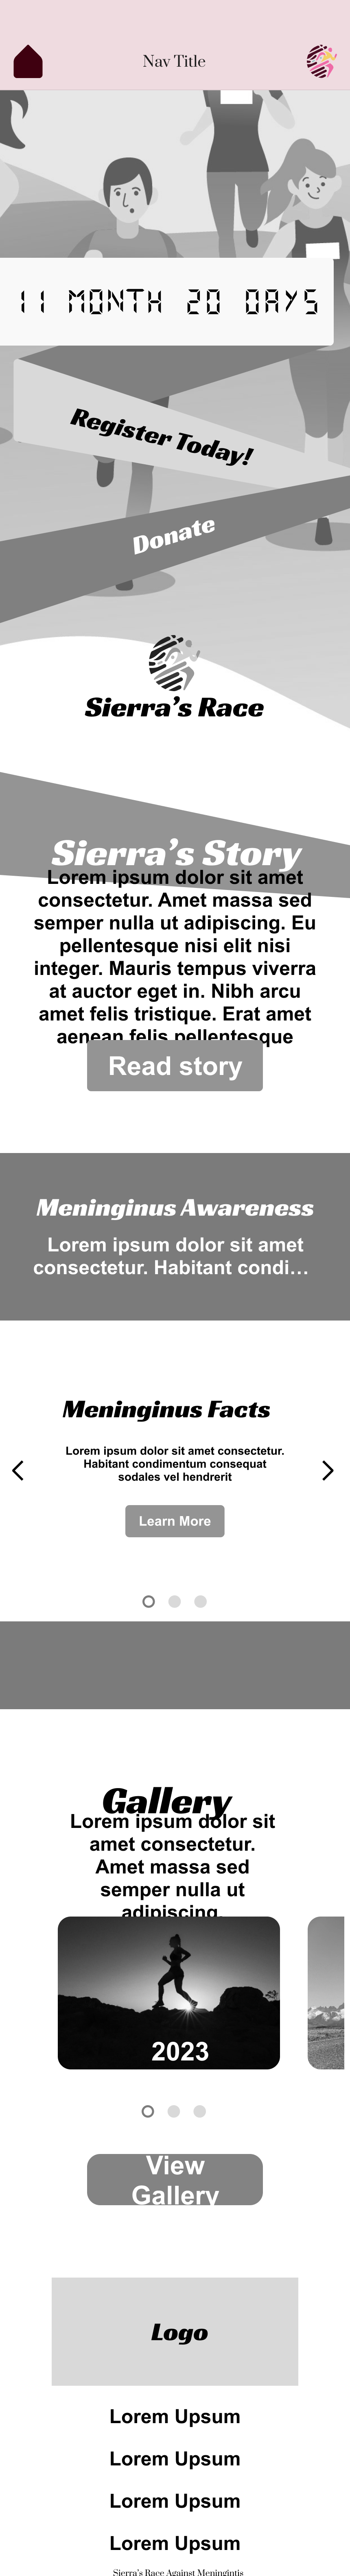 Nav Title
11 MONTH 20 DAYS
Register Today!
Donate
Sierra's Race
Sierra's Story
Lorem ipsum dolor sit amet
consectetur. Amet massa sed
semper nulla ut adipiscing. Eu
pellentesque nisi elit nisi
integer. Mauris tempus viverra
at auctor eget in. Nibh arcu
amet felis tristique. Erat amet
aenean felis pellentesque
Read story
Meninginus Awareness
Lorem ipsum dolor sit amet
consectetur. Habitant condi...
Meninginus Facts
Lorem ipsum dolor sit amet consectetur.
Habitant condimentum consequat
sodales vel hendrerit
Learn More
Gallery
Lorem ipsum dolor sit
amet consectetur.
Amet massa sed
semper nulla ut
adipiscing.
2023
View
Gallery
Logo
Lorem Upsum
Lorem Upsum
Lorem Upsum
Lorem Upsum
Sierra's Race Against Meningintis